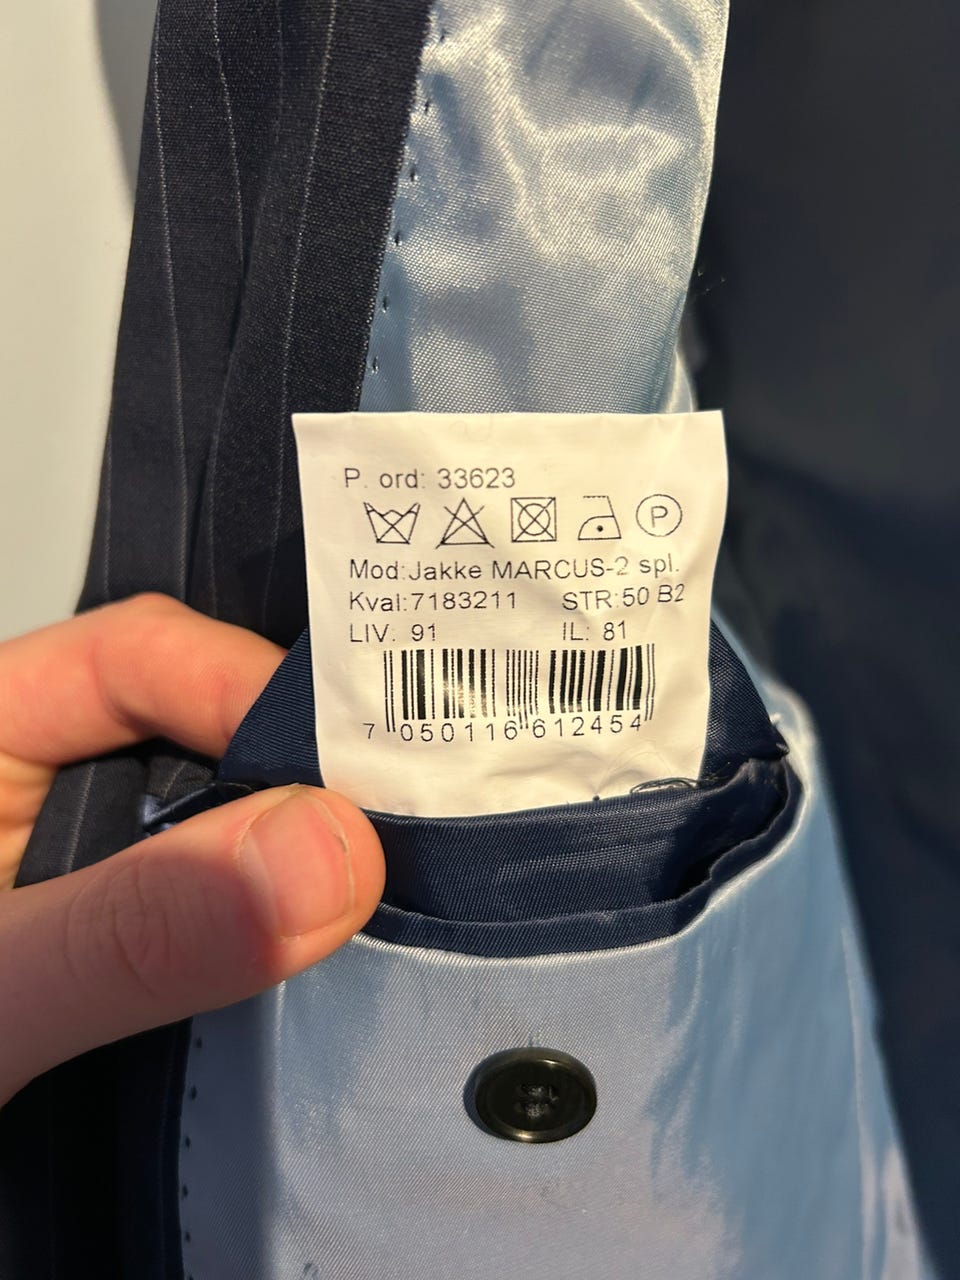 P. ord: 33623
P
Mod:Jakke MARCUS-2 spl.
Kval:7183211 STR:50 B2
LIV: 91 IL: 81
7 050116 612454